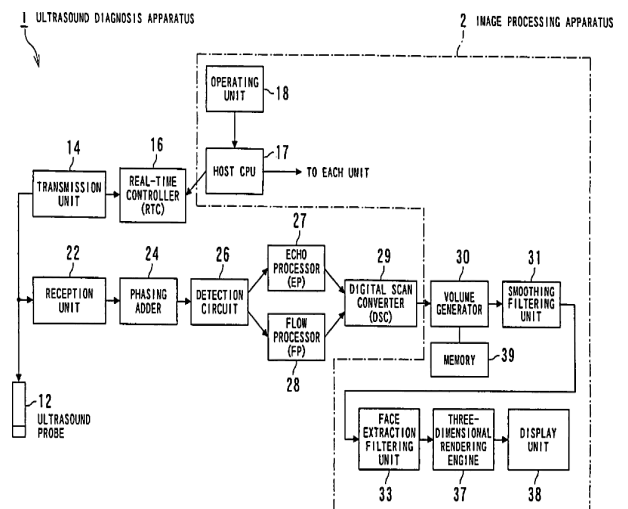 1 ULTRASOUND DIAGNOSIS APPARATUS
2 IMAGE PROCESSING APPARATUS
OPERATING
UNIT
18
14
16
17
TRANSMISSION
UNIT
REAL-TIME
CONTROLLER
(RTC)
HOST CPU
TO EACH UNIT
22
24
26
27
29
30
31
RECEPTION
UNIT
PHASING
ADDER
DETECTION
CIRCUIT
ECHO
PROCESSOR
(EP)
FLOW
PROCESSOR
(FP)
28
DIGITAL SCAN
CONVERTER
(DSC)
VOLUME
GENERATOR
SMOOTHING
FILTERING
UNIT
MEMORY
39
12
ULTRASOUND
PROBE
FACE
EXTRACTION
FILTERING
UNIT
THREE-
DIMENSIONAL
RENDERING
ENGINE
DISPLAY
UNIT
33
37
38